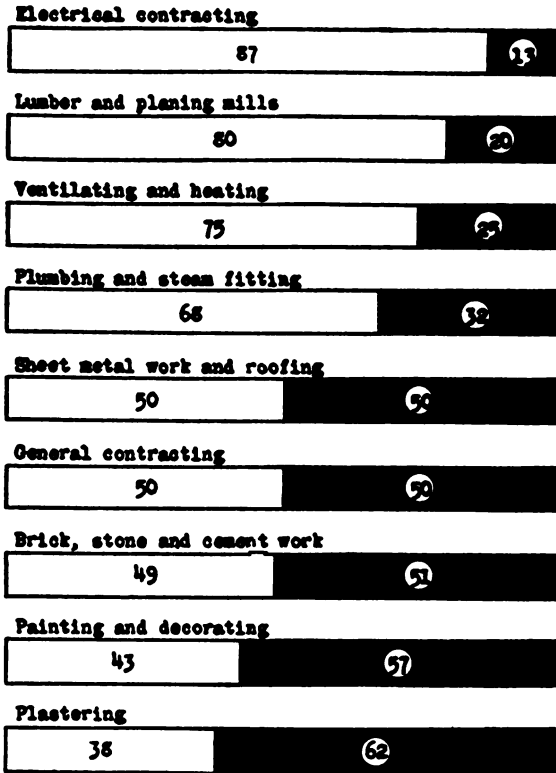 Electrical contracting
87 13
Lumber and planing mills
80 20
Ventilating and heating
75 25
Plumbing and steam fitting
68 32
Sheet metal work and roofing
50 50
General contracting
50 50
Brick, stone and cement work
49 51
Painting and decorating
43 57
Plastering
38 62